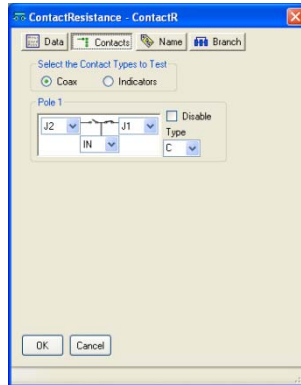 ContactResistance - ContactR
Data Contacts Name Branch
Select the Contact Types to Test
Coax Indicators
Pole 1
Disable
J2 J1 Type
IN C
OK Cancel